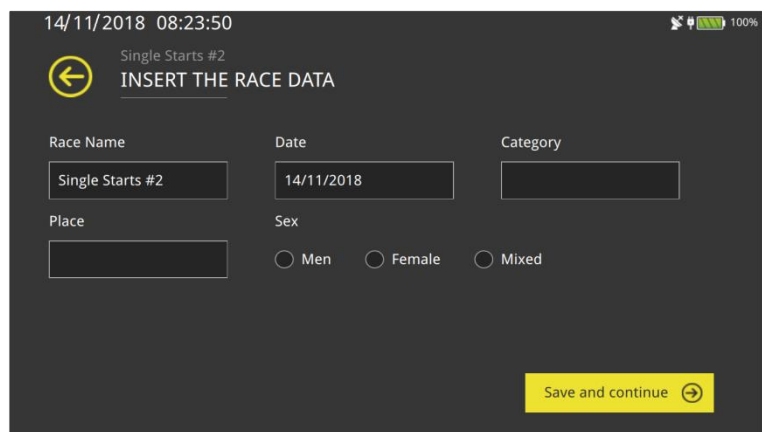 14/11/2018 08:23:50 100%
Single Starts #2
INSERT THE RACE DATA
Race Name Date Category
Single Starts #2 14/11/2018
Place Sex
Men Female Mixed
Save and continue